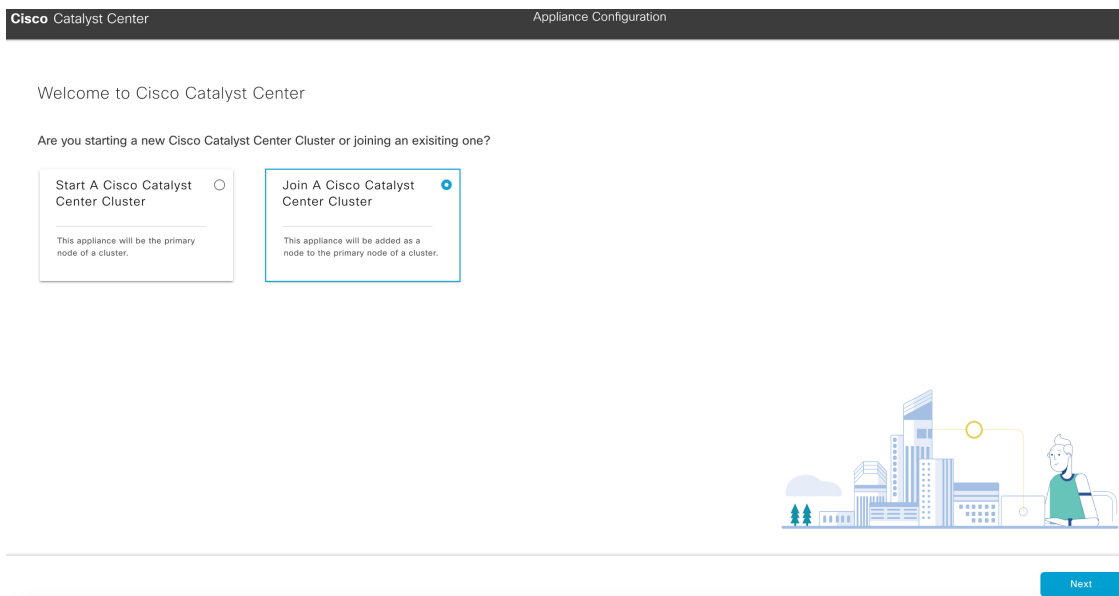 Cisco Catalyst Center
Appliance Configuration
Welcome to Cisco Catalyst Center
Are you starting a new Cisco Catalyst Center Cluster or joining an exisiting one?
Start A Cisco Catalyst
Center Cluster
This appliance will be the primary
node of a cluster.
Join A Cisco Catalyst
Center Cluster
This appliance will be added as a
node to the primary node of a cluster.
Next